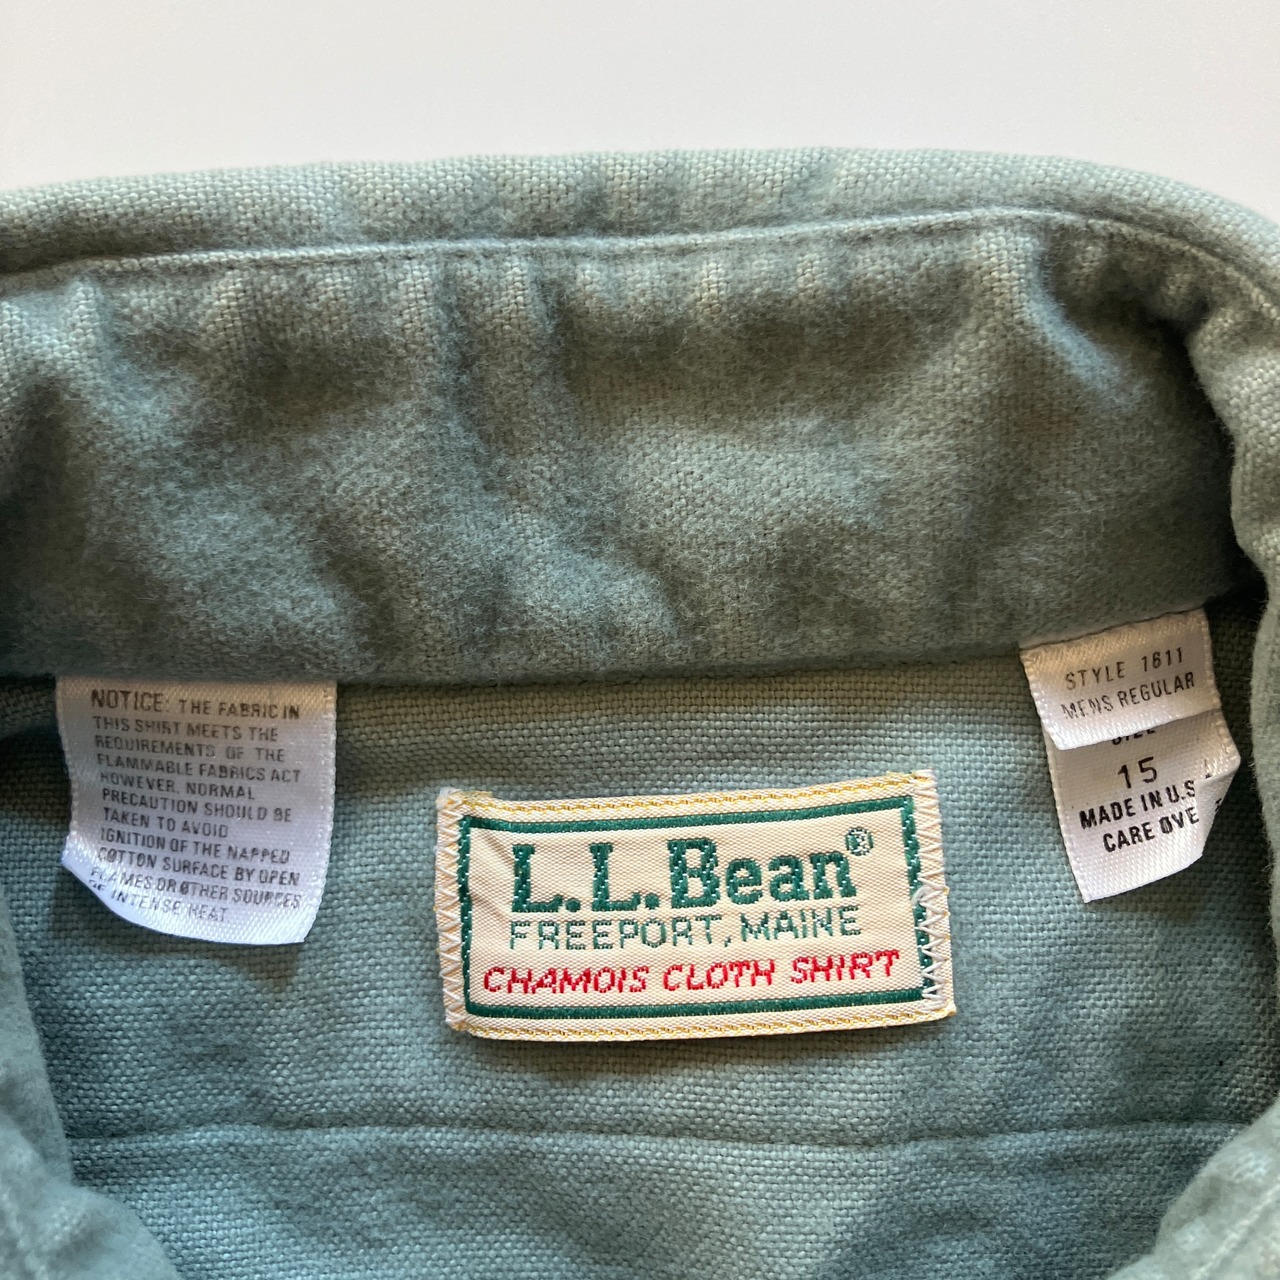 NOTICE: THE FABRIC IN
THIS SHIRT MEETS THE
REQUIREMENTS OF THE
FLAMMABLE FABRICS ACT
HOWEVER, NORMAL
PRECAUTION SHOULD BE
TAKEN TO AVOID
IGNITION OF THE NAPPED
COTTON SURFACE BY OPEN
FLAMES OR OTHER SOURCES
OF INTENSE HEAT
L.L.Bean®
FREEPORT, MAINE
CHAMOIS CLOTH SHIRT
STYLE 1611
MENS REGULAR
SIZE
15
MADE IN U.S
CARE OVE